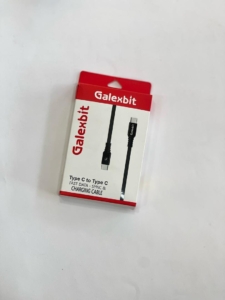 Galexbit
Galexbit
Type C to Type C
FAST DATA - SYNC &
CHARGING CABLE